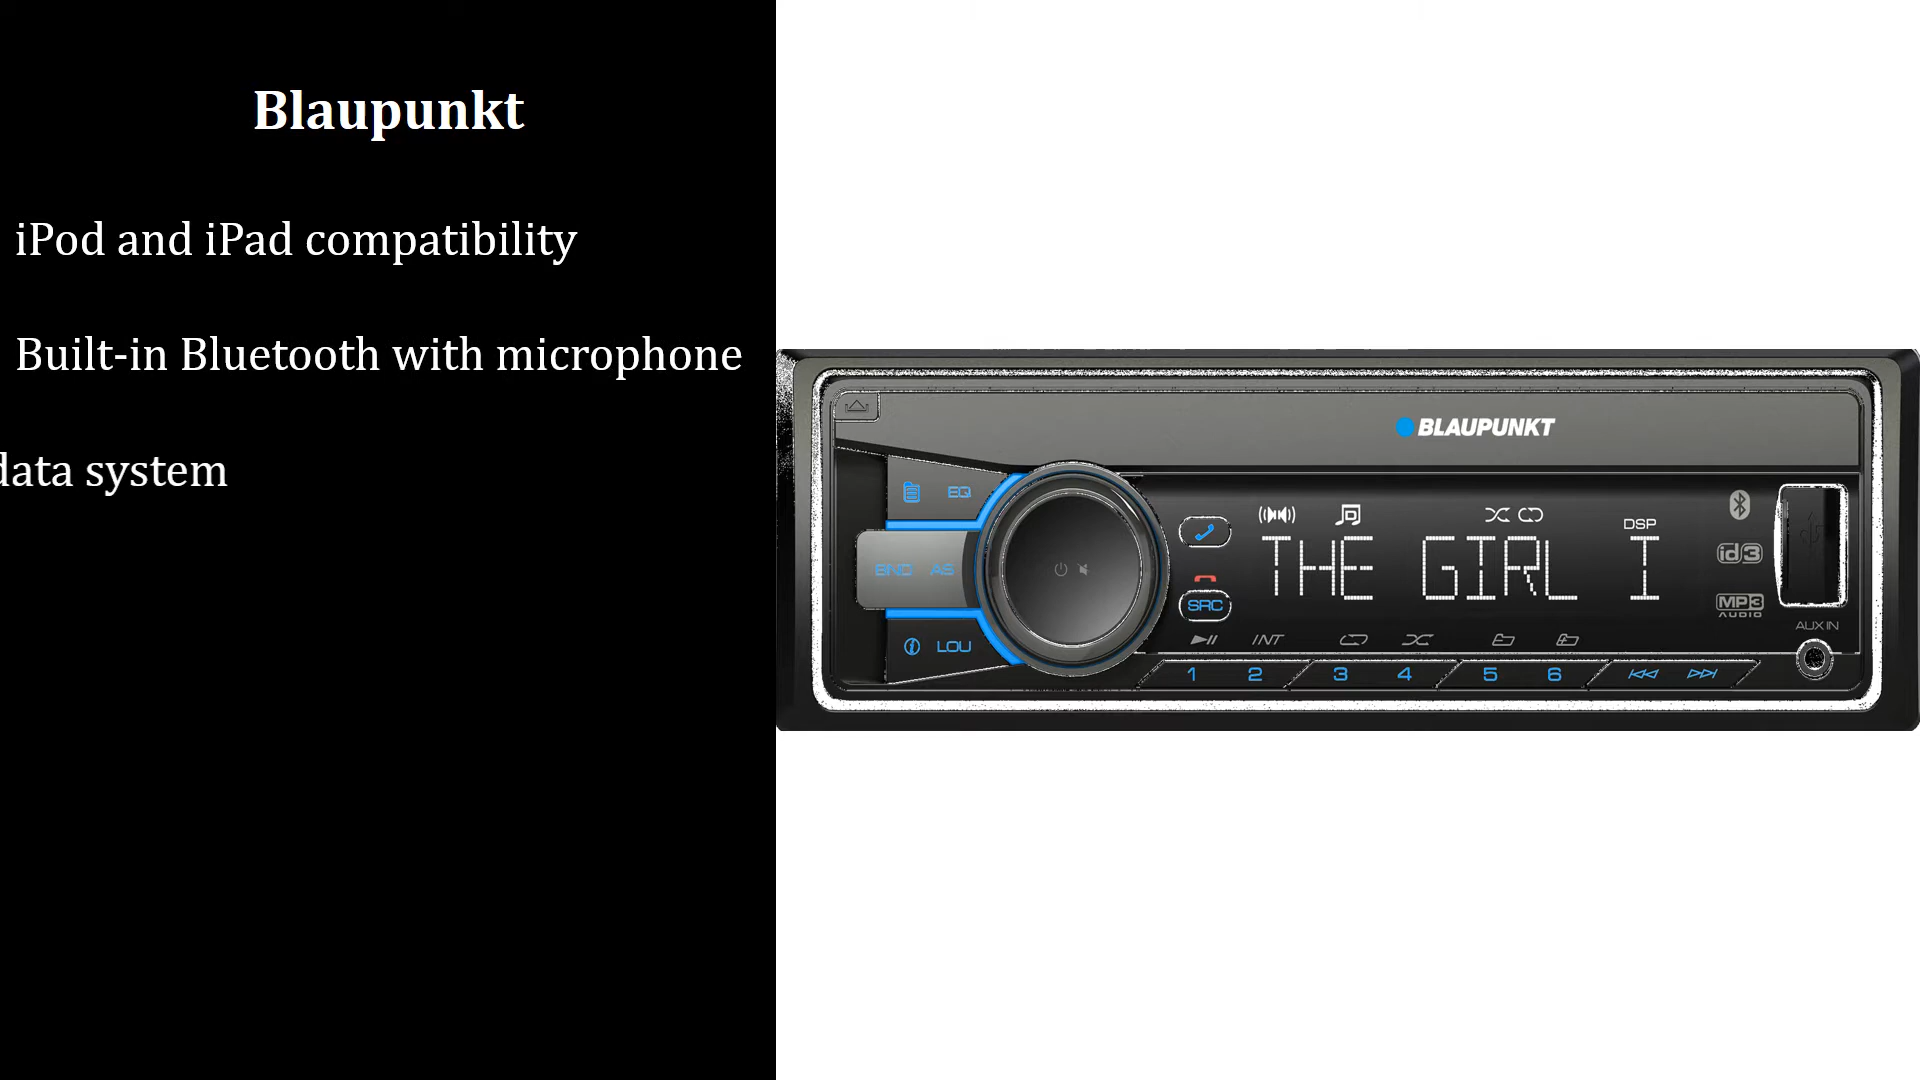 Blaupunkt
iPod and iPad compatibility
Built-in Bluetooth with microphone
data system
BLAUPUNKT
EQ
BND AS
LOU
SRC
DSP
THE GIRL I
id3
MP3
AUDIO
AUX IN
INT
1 2 3 4 5 6